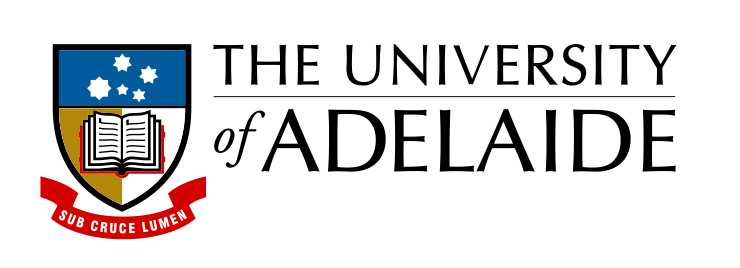 THE UNIVERSITY
of ADELAIDE
SUB CRUCE LUMEN